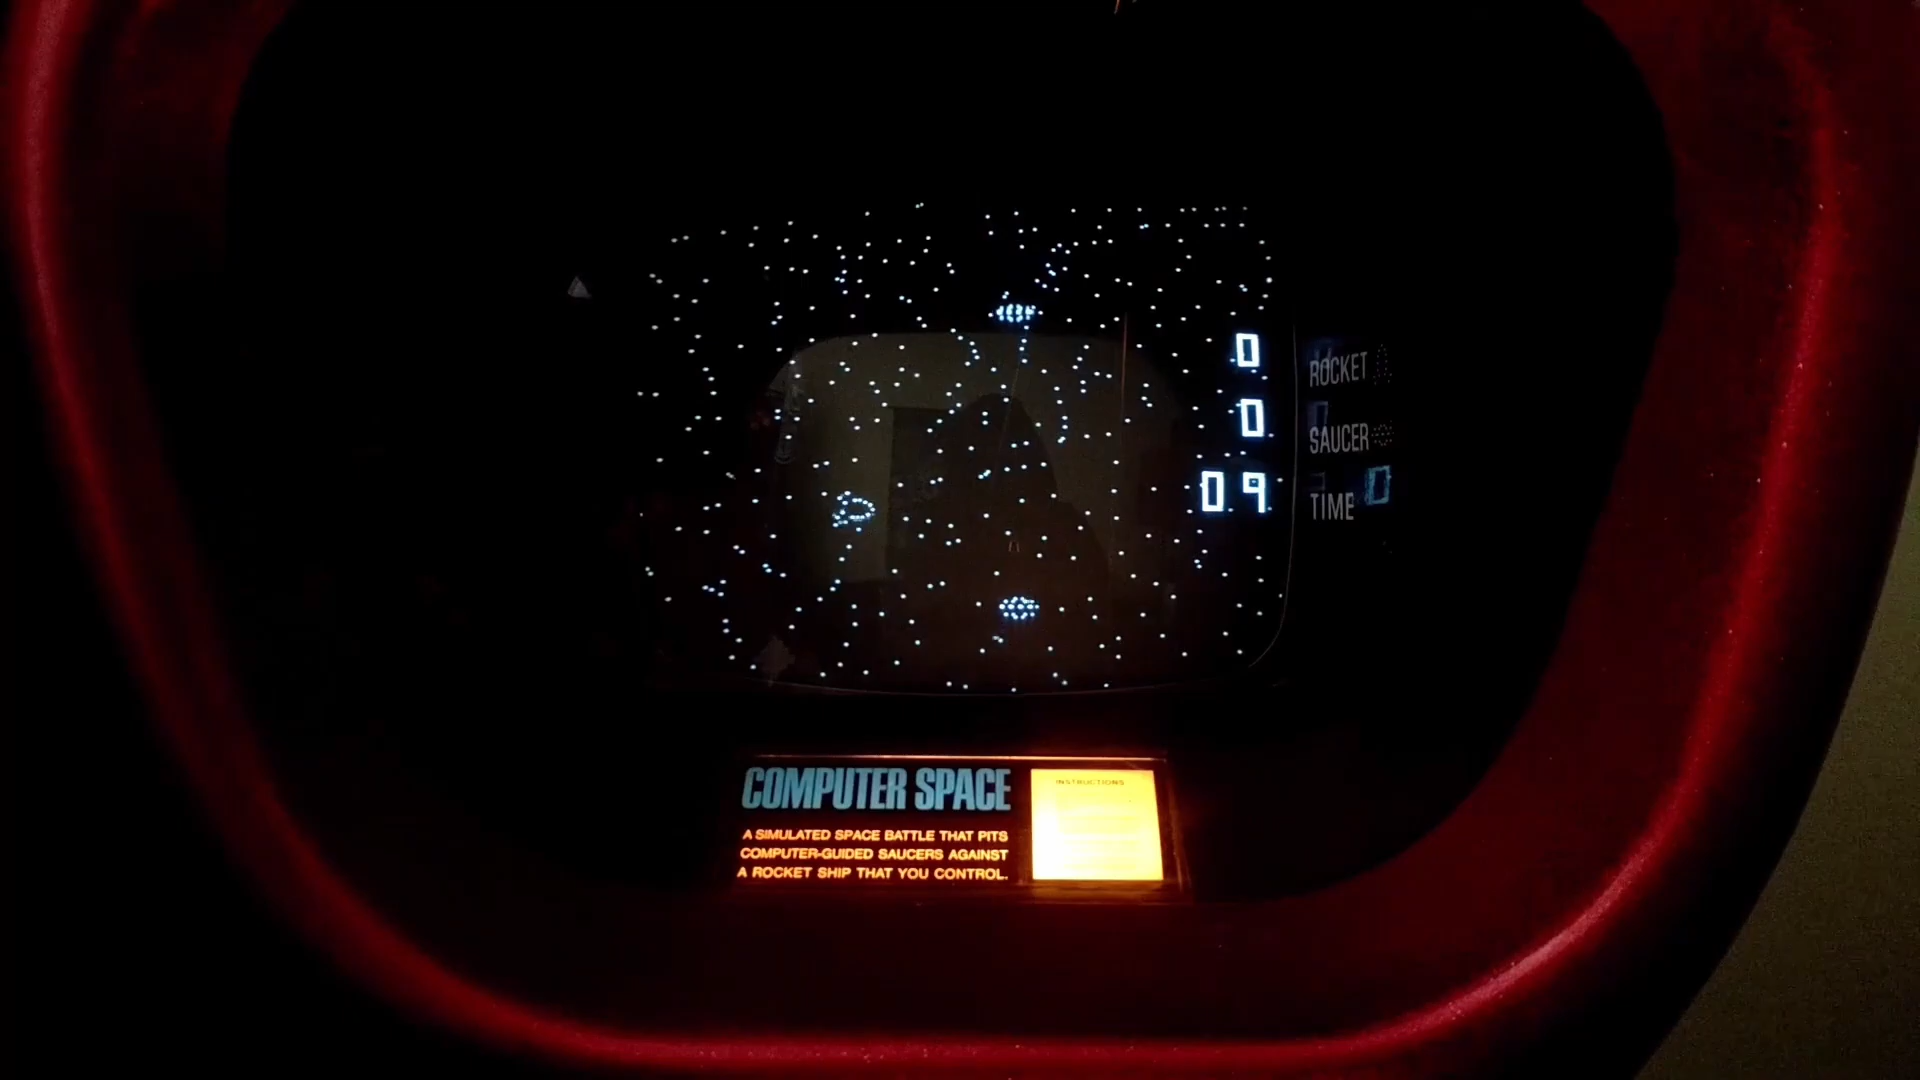 0
ROCKET
0
SAUCER
09
TIME
COMPUTER SPACE
INSTRUCTIONS
A SIMULATED SPACE BATTLE THAT PITS
COMPUTER-GUIDED SAUCERS AGAINST
A ROCKET SHIP THAT YOU CONTROL.